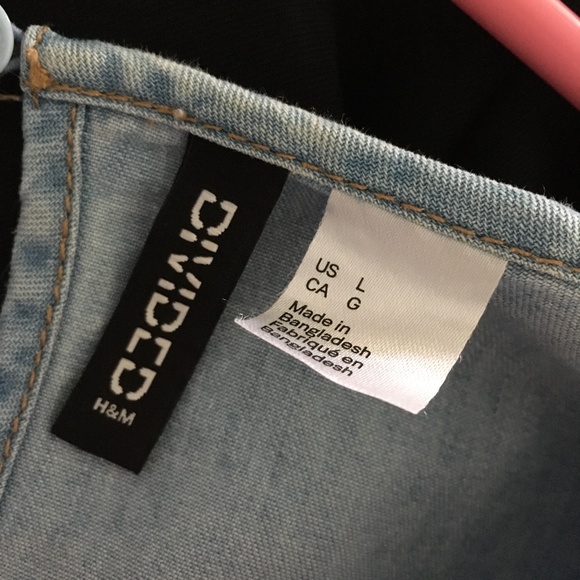 DIVIDED
H&M
US L
CA G
Made in
Bangladesh
Fabriqué en
Bangladesh